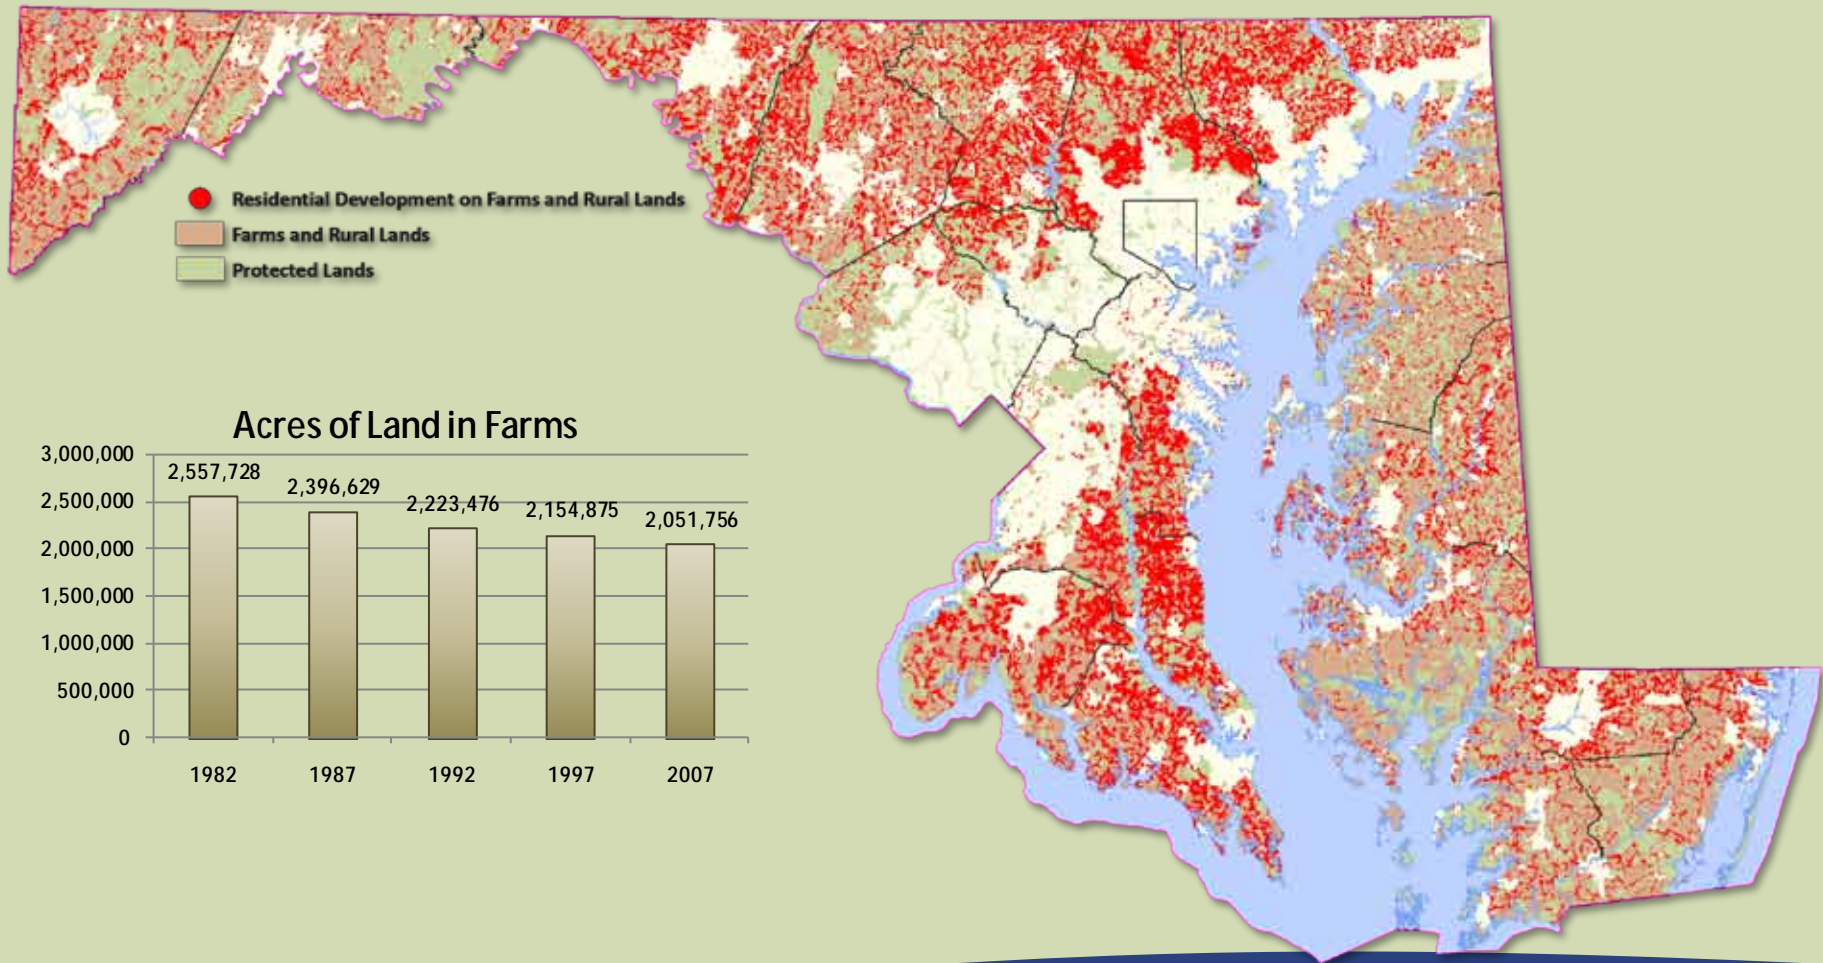 Residential Development on Farms and Rural Lands
Farms and Rural Lands
Protected Lands
Acres of Land in Farms
3,000,000
2,500,000
2,000,000
1,500,000
1,000,000
500,000
0
2,557,728
2,396,629
2,223,476
2,154,875
2,051,756
1982 1987 1992 1997 2007